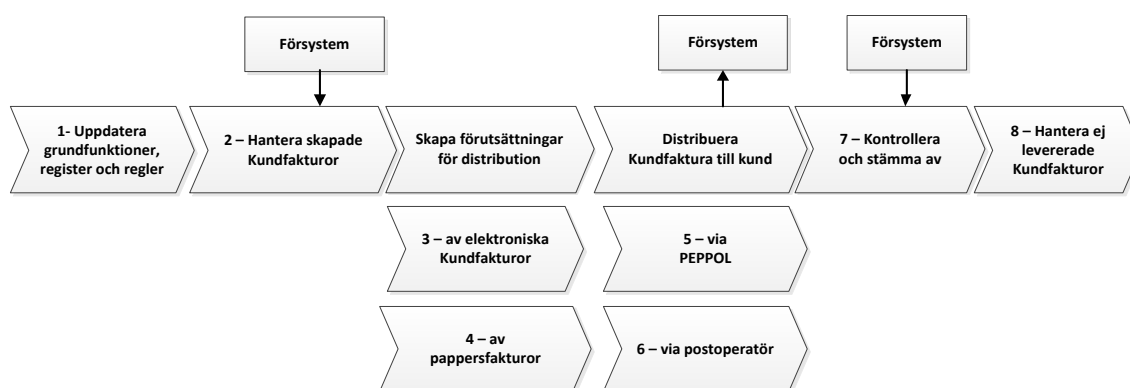 Försystem
Försystem
Försystem
1- Uppdatera
grundfunktioner,
register och regler
2 – Hantera skapade
Kundfakturor
Skapa förutsättningar
för distribution
Distribuera
Kundfaktura till kund
7 – Kontrollera
och stämma av
8 – Hantera ej
levererade
Kundfakturor
3 – av elektroniska
Kundfakturor
5 – via
PEPPOL
4 – av
pappersfakturor
6 – via postoperatör